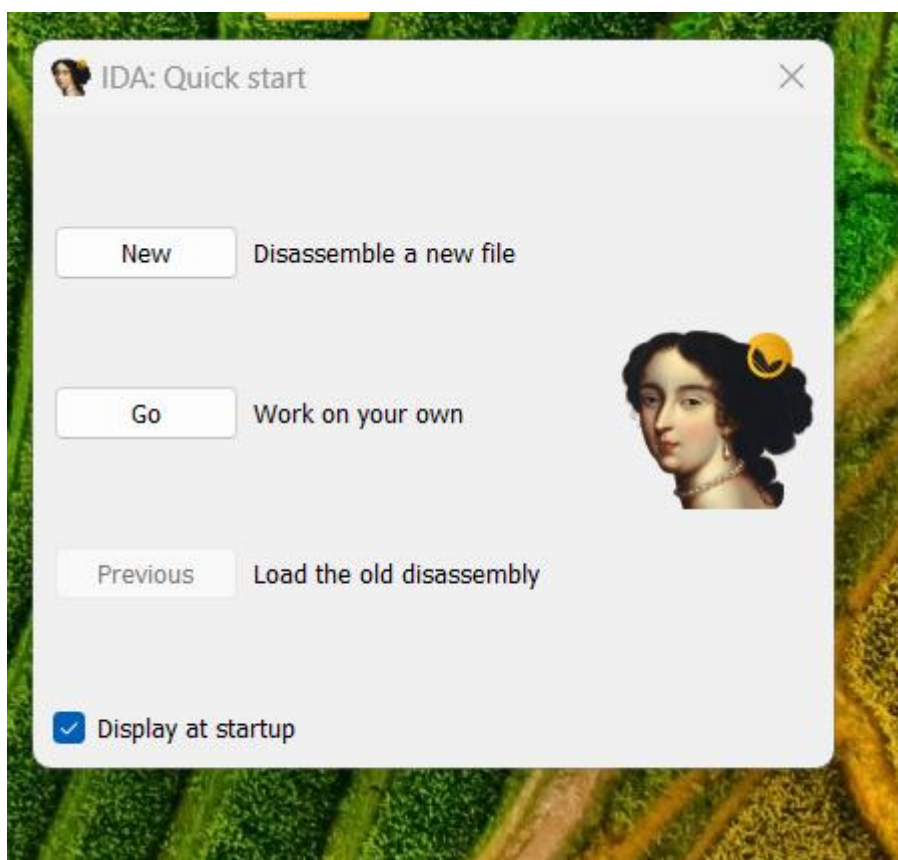 IDA: Quick start
New Disassemble a new file
Go Work on your own
Previous Load the old disassembly
Display at startup